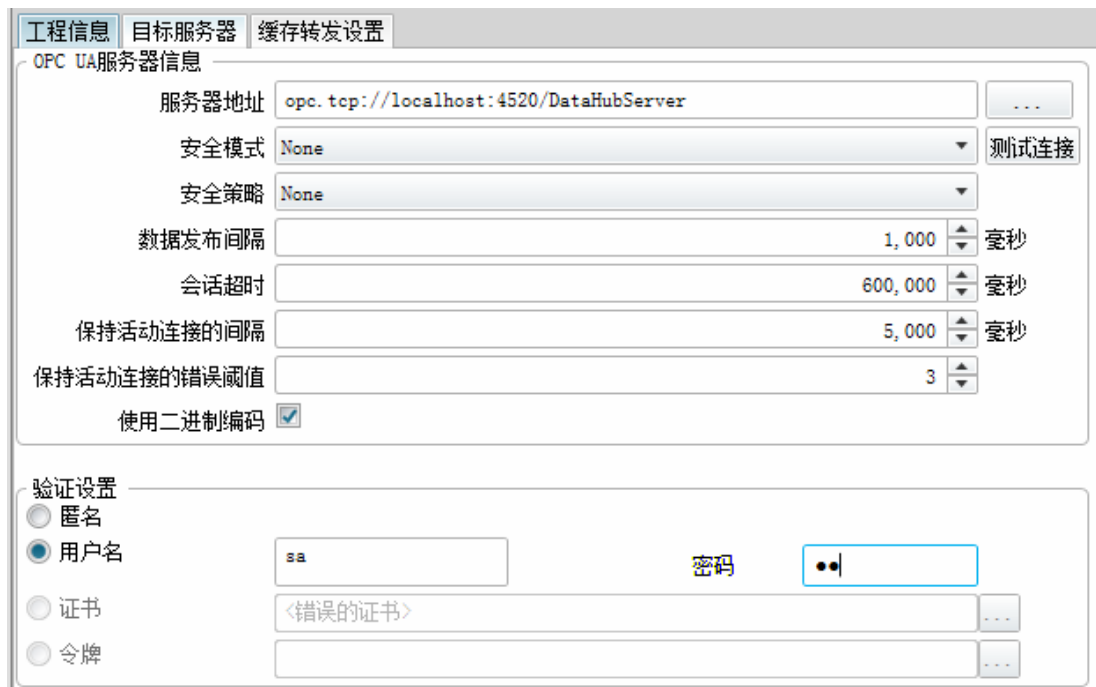 工程信息 目标服务器 缓存转发设置
OPC UA服务器信息
服务器地址 opc.tcp://localhost:4520/DataHubServer ...
安全模式 None 测试连接
安全策略 None
数据发布间隔 1,000 毫秒
会话超时 600,000 毫秒
保持活动连接的间隔 5,000 毫秒
保持活动连接的错误阈值 3
使用二进制编码
验证设置
匿名
用户名 sa 密码 ●●
证书 <错误的证书> ...
令牌 ...